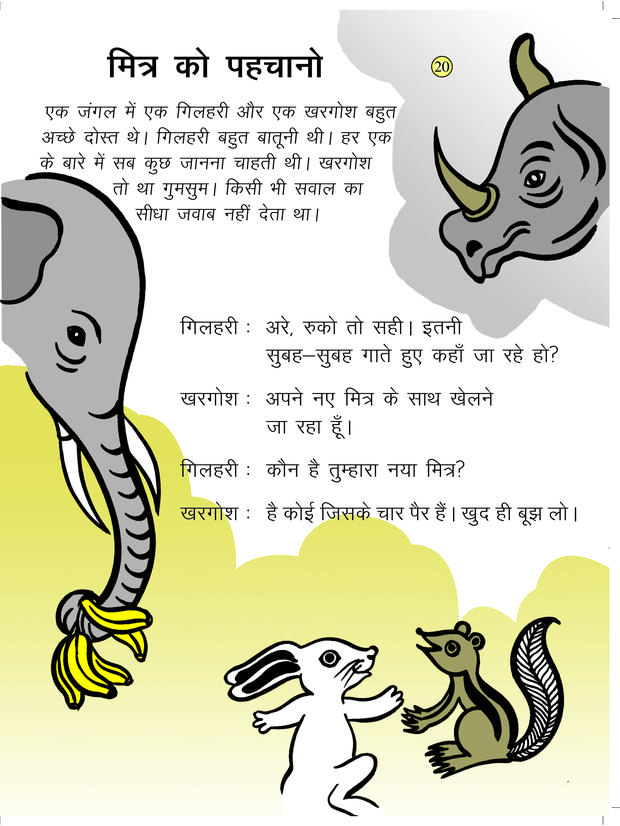 मित्र को पहचानो
20
एक जंगल में एक गिलहरी और एक खरगोश बहुत
अच्छे दोस्त थे। गिलहरी बहुत बातूनी थी। हर एक
के बारे में सब कुछ जानना चाहती थी। खरगोश
तो था गुमसुम। किसी भी सवाल का
सीधा जवाब नहीं देता था।
गिलहरी : अरे, रुको तो सही। इतनी
सुबह–सुबह गाते हुए कहाँ जा रहे हो?
खरगोश : अपने नए मित्र के साथ खेलने
जा रहा हूँ।
गिलहरी : कौन है तुम्हारा नया मित्र?
खरगोश : है कोई जिसके चार पैर हैं। खुद ही बूझ लो।